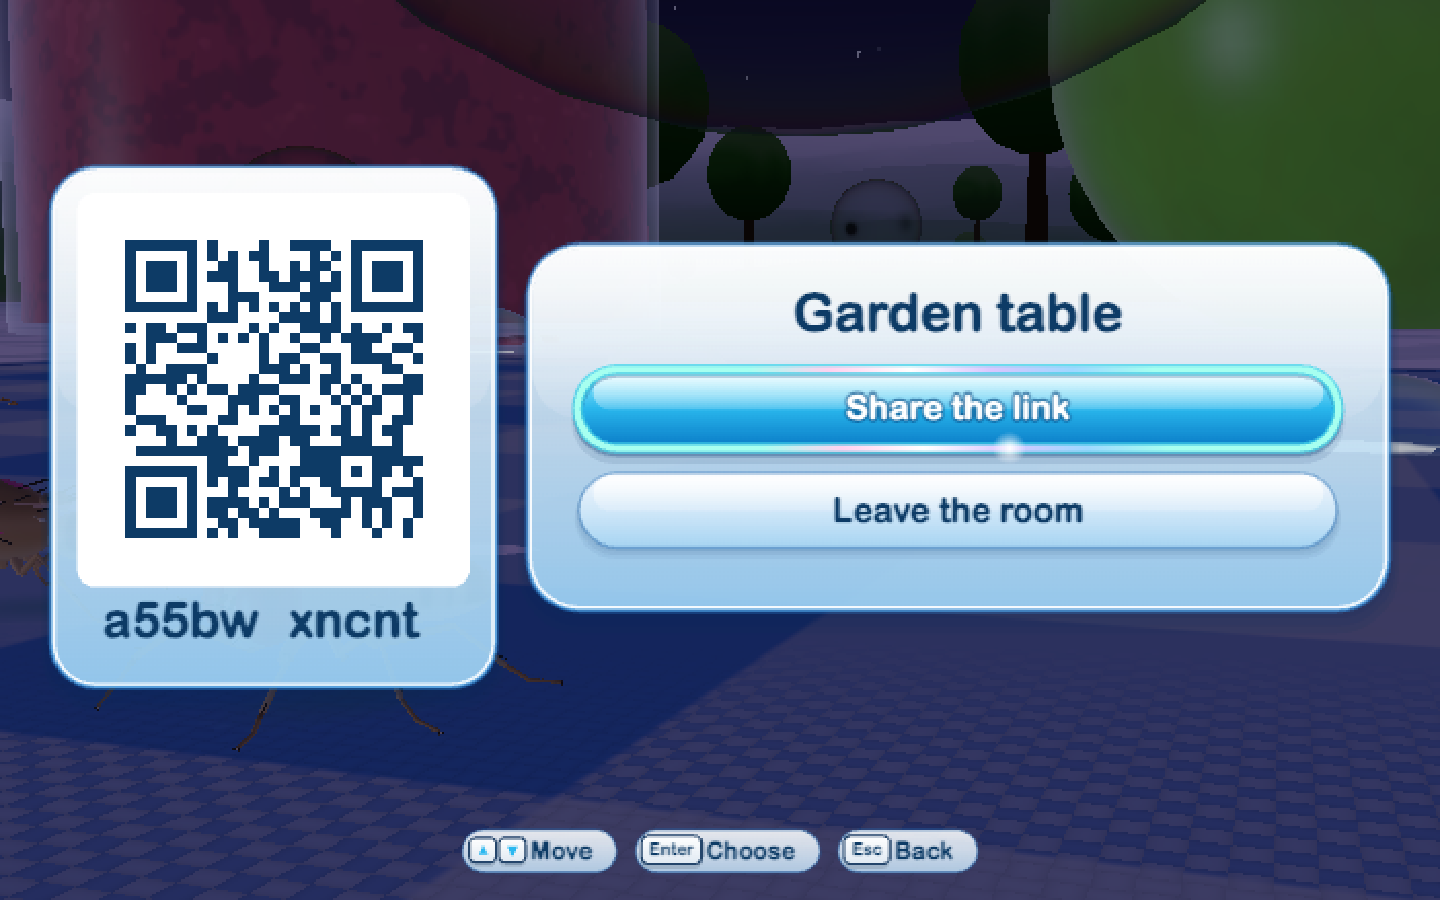 a55bw xncnt
Garden table
Share the link
Leave the room
▲ ▼ Move Enter Choose Esc Back